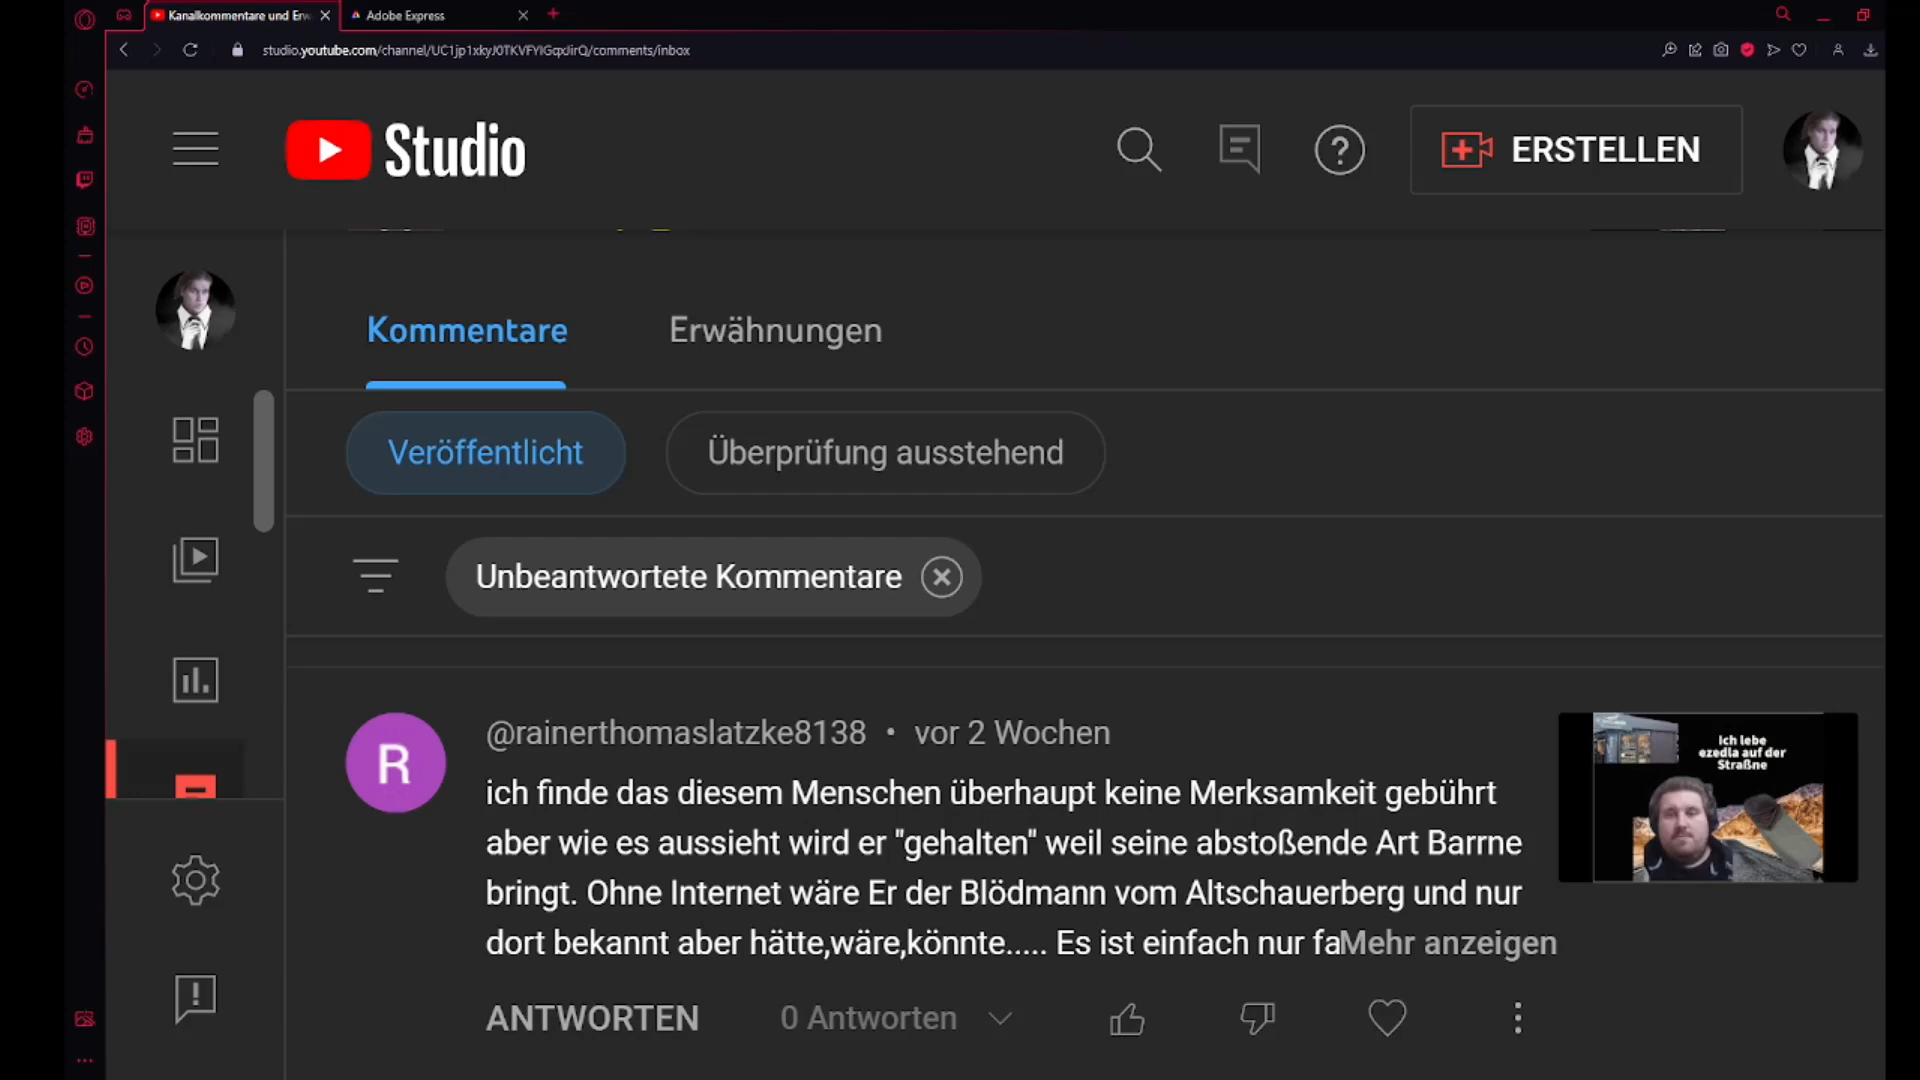 Kanalkommentare und Erw
Adobe Express
studio.youtube.com/channel/UC1jp1xkyJ0TKVFYIGqxJirQ/comments/inbox
Studio
ERSTELLEN
Kommentare
Erwähnungen
Veröffentlicht
Überprüfung ausstehend
Unbeantwortete Kommentare
R
@rainerthomaslatzke8138 • vor 2 Wochen
ich finde das diesem Menschen überhaupt keine Merksamkeit gebührt
aber wie es aussieht wird er "gehalten" weil seine abstoßende Art Barrne
bringt. Ohne Internet wäre Er der Blödmann vom Altschauerberg und nur
dort bekannt aber hätte,wäre,könnte..... Es ist einfach nur faMehr anzeigen
Ich lebe
ezedla auf der
Straßne
ANTWORTEN
0 Antworten